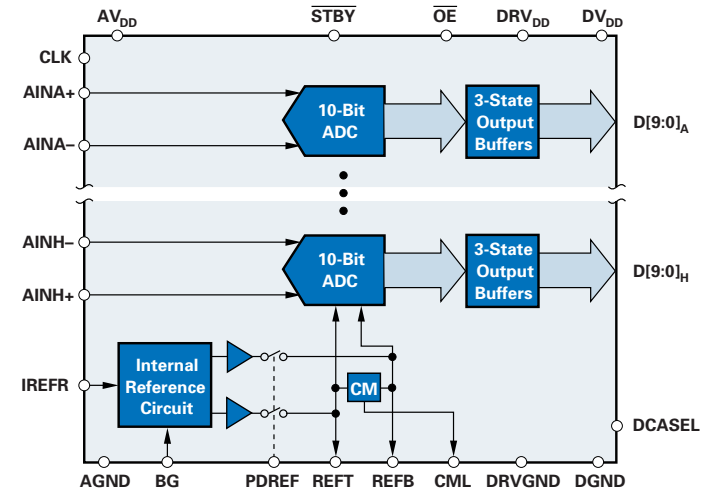 AVDD STBY OE DRVDD DVDD
CLK
AINA+
AINA–
10-Bit
ADC
3-State
Output
Buffers
D[9:0]A
AINH–
AINH+
10-Bit
ADC
3-State
Output
Buffers
D[9:0]H
IREFR
Internal
Reference
Circuit
CM
DCASEL
AGND BG PDREF REFT REFB CML DRVGND DGND